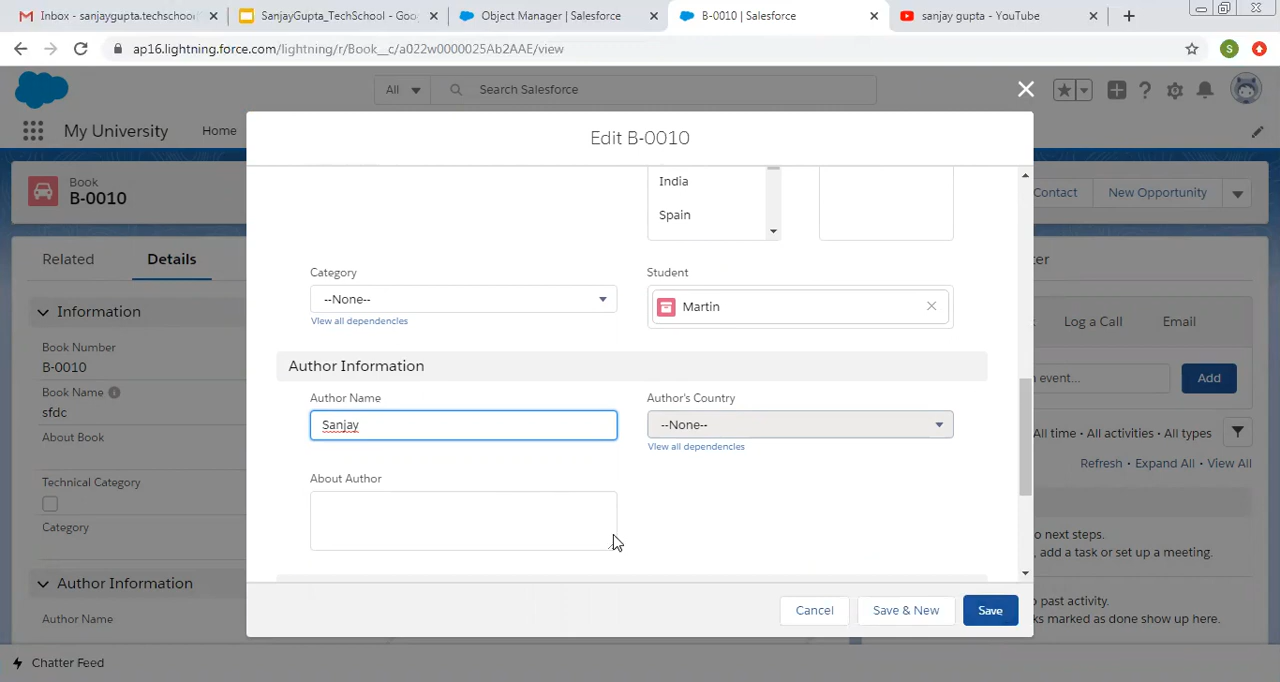 Inbox - sanjaygupta.techschool
SanjayGupta_TechSchool - Goo
Object Manager | Salesforce
B-0010 | Salesforce
sanjay gupta - YouTube
ap16.lightning.force.com/lightning/r/Book__c/a022w0000025Ab2AAE/view
S
All
Search Salesforce
My University
Home
Edit B-0010
Book
B-0010
Contact
New Opportunity
India
Spain
Related
Details
Category
Student
--None--
Martin
View all dependencies
Information
Log a Call
Email
Book Number
B-0010
Author Information
event...
Add
Book Name
sfdc
Author Name
Author's Country
Sanjay
--None--
View all dependencies
All time • All activities • All types
About Book
Refresh • Expand All • View All
Technical Category
About Author
Category
next steps.
, add a task or set up a meeting.
Author Information
past activity.
ks marked as done show up here.
Author Name
Cancel
Save & New
Save
Chatter Feed